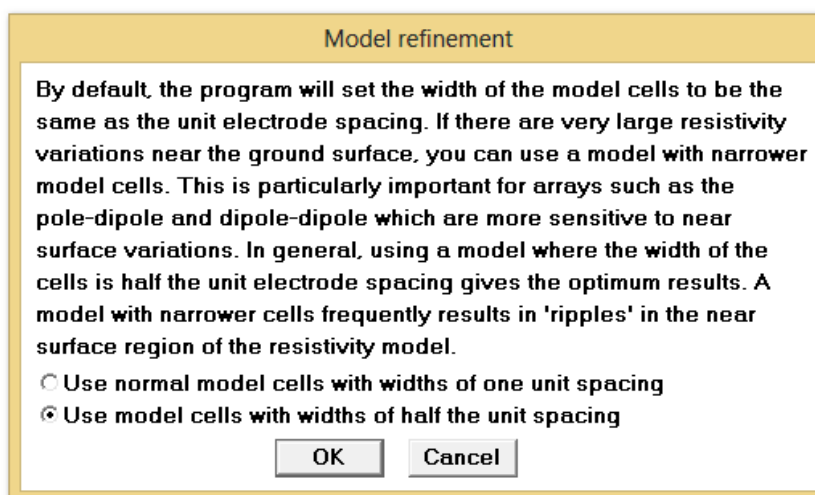 Model refinement
By default, the program will set the width of the model cells to be the
same as the unit electrode spacing. If there are very large resistivity
variations near the ground surface, you can use a model with narrower
model cells. This is particularly important for arrays such as the
pole-dipole and dipole-dipole which are more sensitive to near
surface variations. In general, using a model where the width of the
cells is half the unit electrode spacing gives the optimum results. A
model with narrower cells frequently results in 'ripples' in the near
surface region of the resistivity model.
Use normal model cells with widths of one unit spacing
Use model cells with widths of half the unit spacing
OK Cancel